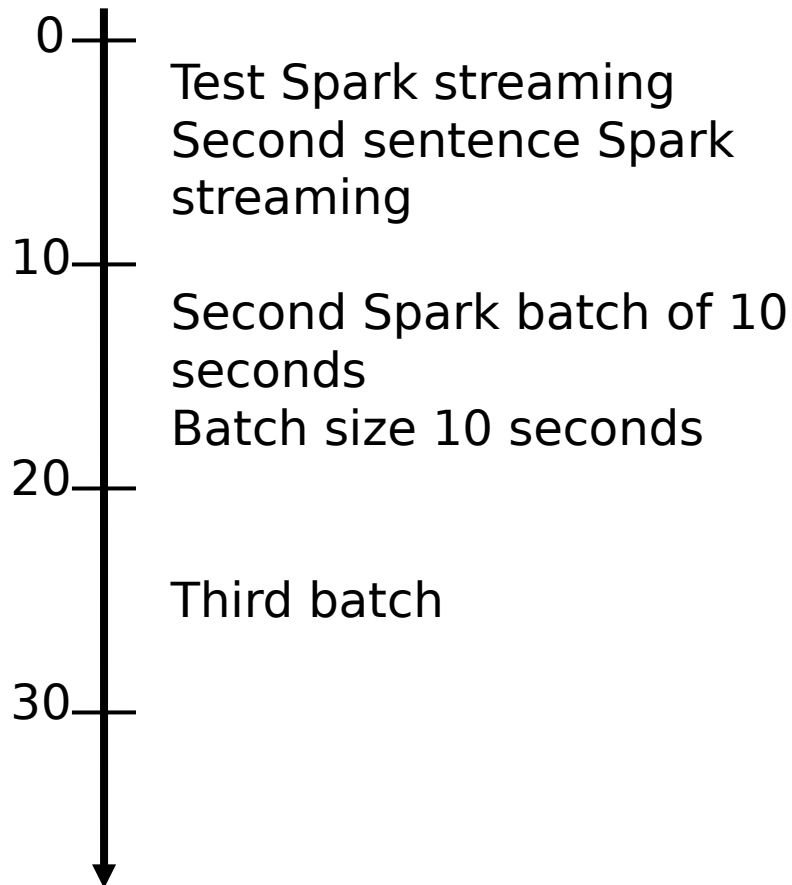 0
Test Spark streaming
Second sentence Spark
streaming
10
Second Spark batch of 10
seconds
Batch size 10 seconds
20
Third batch
30